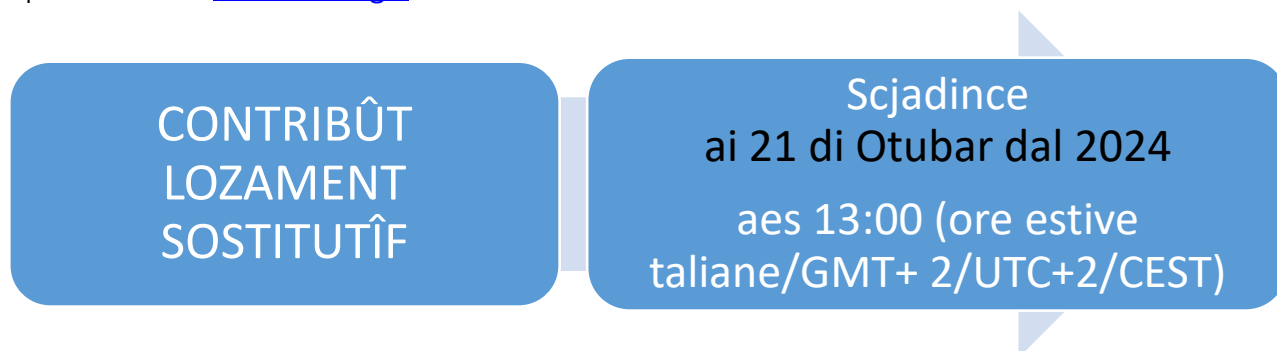 CONTRIBÛT
LOZAMENT
SOSTITUTÎF
Scjadince
ai 21 di Otubar dal 2024
aes 13:00 (ore estive
taliane/GMT+ 2/UTC+2/CEST)